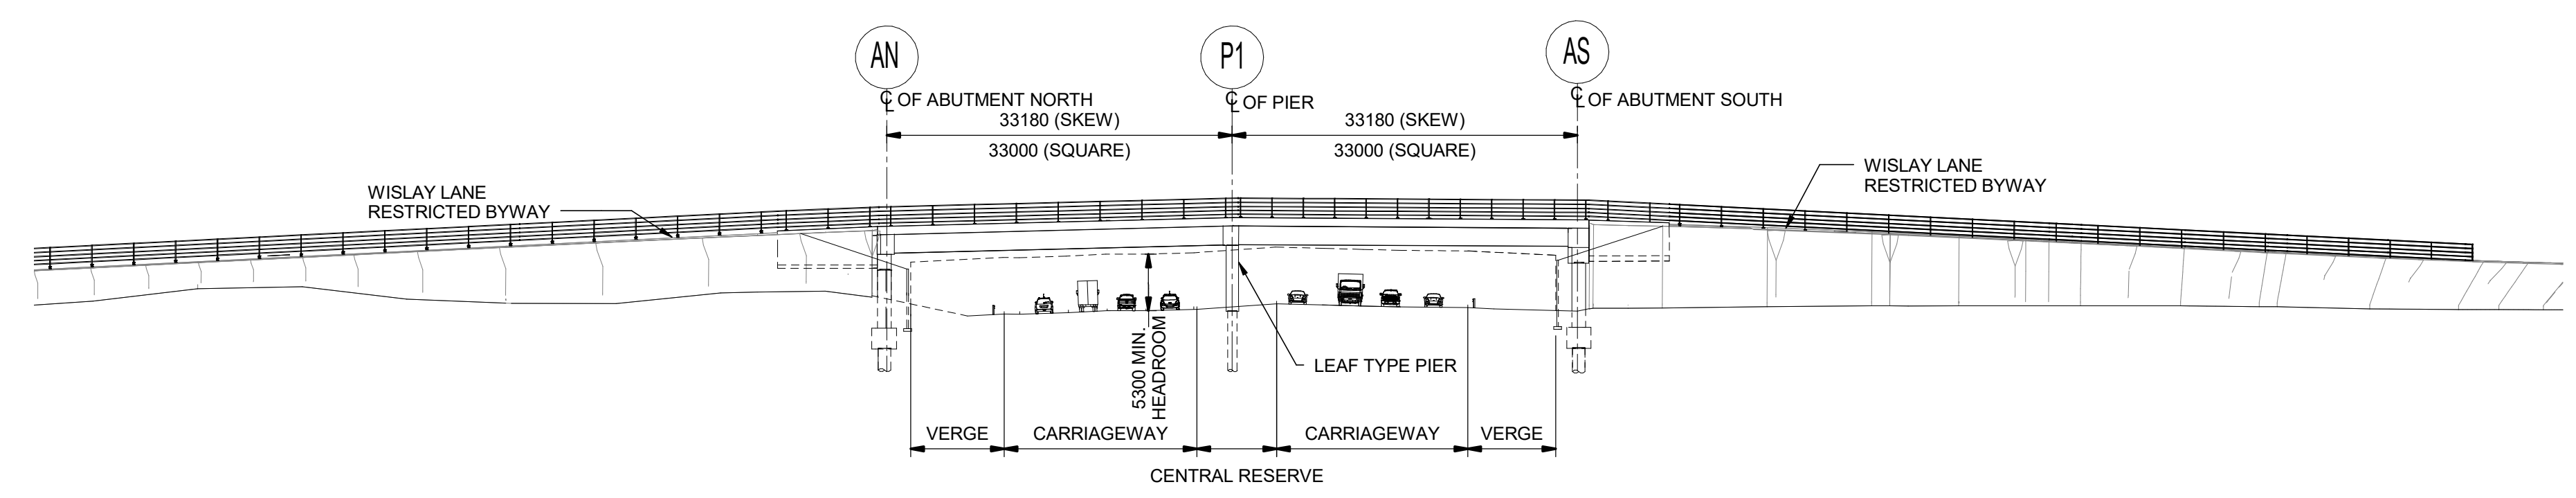 AN
P1
AS
℄ OF ABUTMENT NORTH
℄ OF PIER
℄ OF ABUTMENT SOUTH
33180 (SKEW)
33180 (SKEW)
33000 (SQUARE)
33000 (SQUARE)
WISLAY LANE
RESTRICTED BYWAY
WISLAY LANE
RESTRICTED BYWAY
5300 MIN.
HEADROOM
LEAF TYPE PIER
VERGE
CARRIAGEWAY
CARRIAGEWAY
VERGE
CENTRAL RESERVE